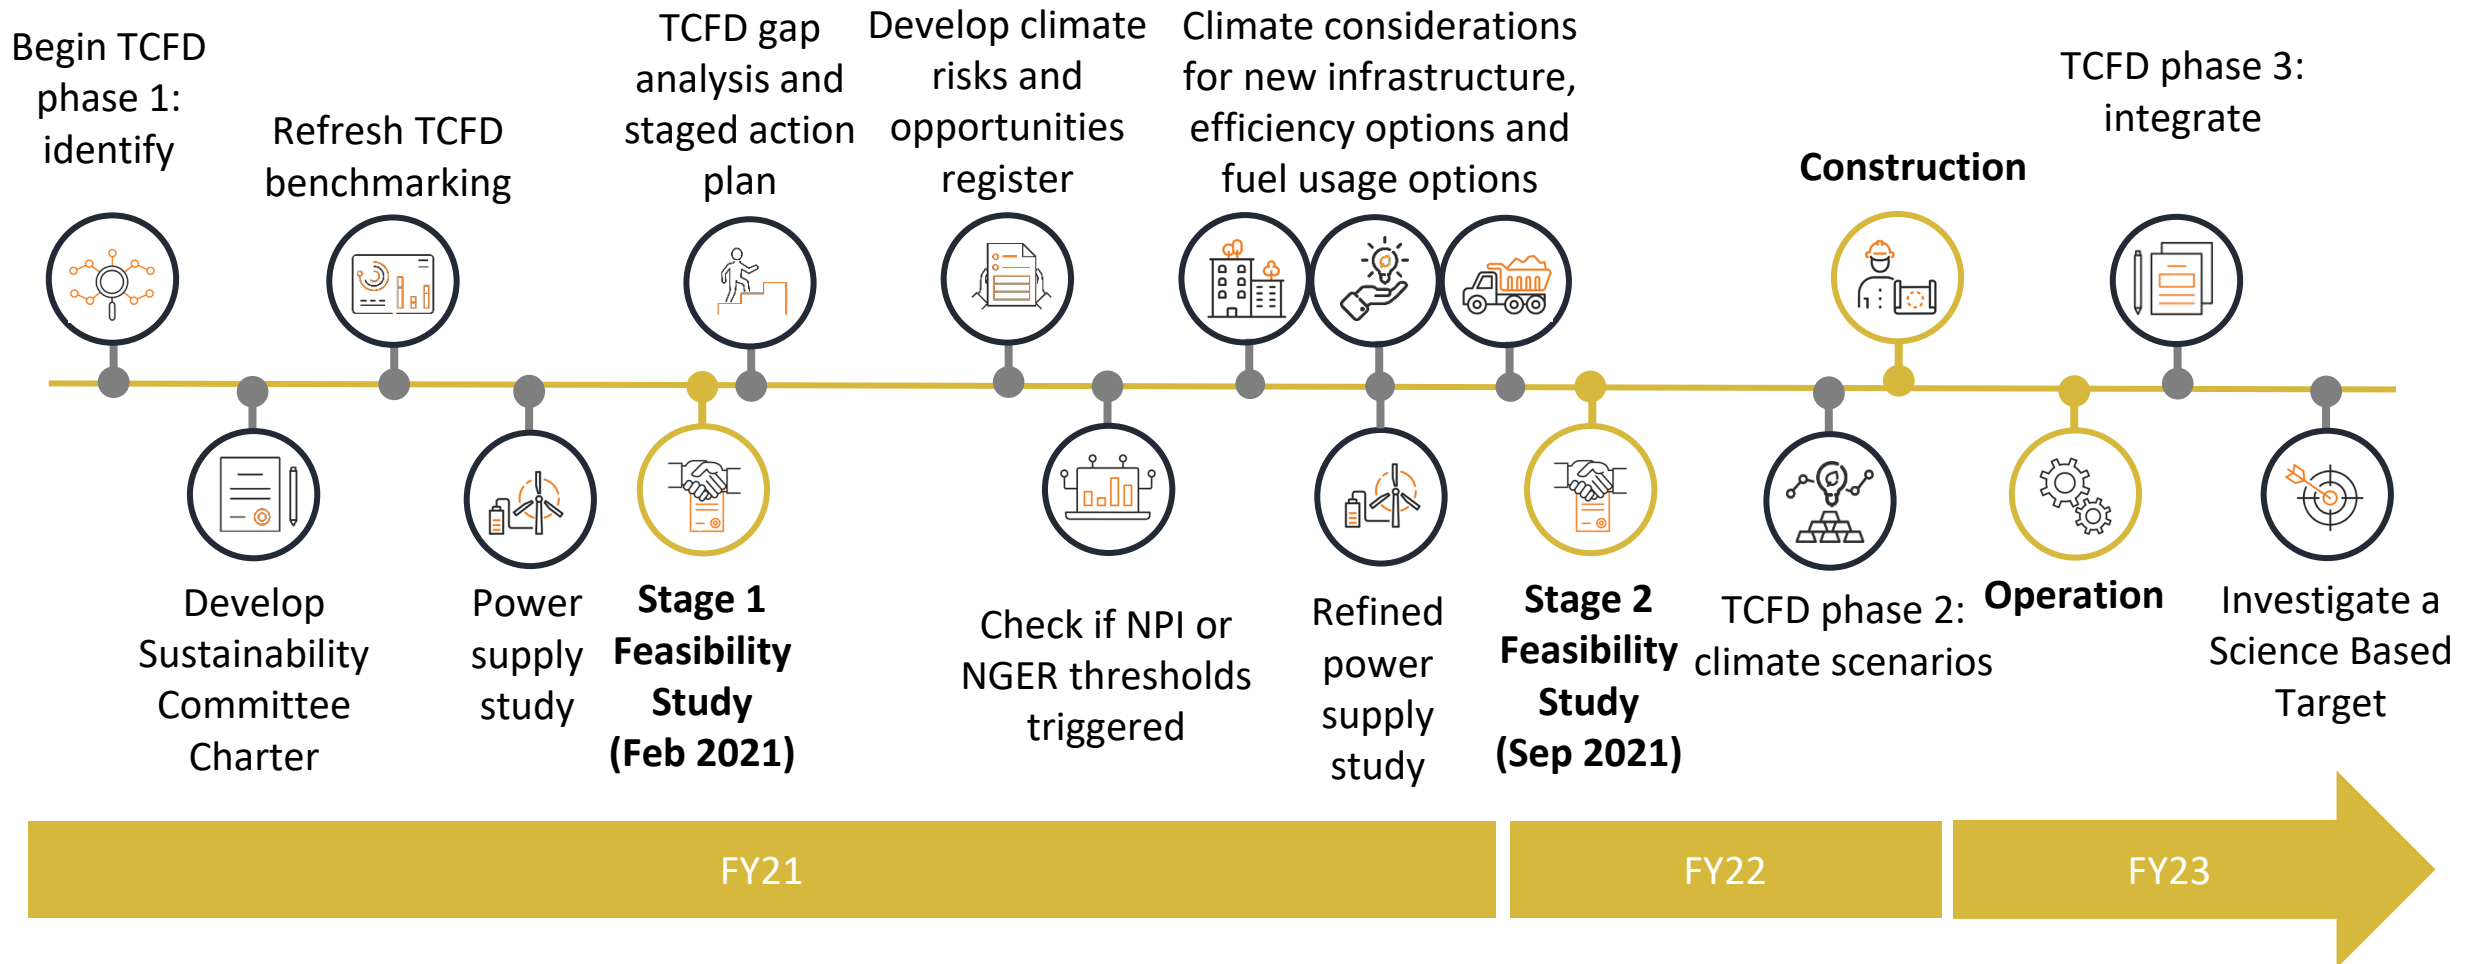 Begin TCFD
phase 1:
identify
Refresh TCFD
benchmarking
TCFD gap
analysis and
staged action
plan
Develop climate
risks and
opportunities
register
Climate considerations
for new infrastructure,
efficiency options and
fuel usage options
Construction
TCFD phase 3:
integrate
Develop
Sustainability
Committee
Charter
Power
supply
study
Stage 1
Feasibility
Study
(Feb 2021)
Check if NPI or
NGER thresholds
triggered
Refined
power
supply
study
Stage 2
Feasibility
Study
(Sep 2021)
TCFD phase 2:
climate scenarios
Operation
Investigate a
Science Based
Target
FY21
FY22
FY23